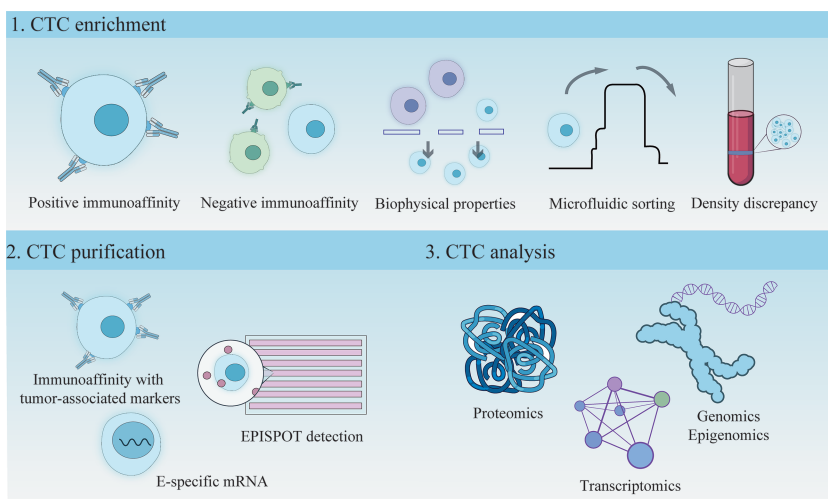 1. CTC enrichment
Positive immunoaffinity
Negative immunoaffinity
Biophysical properties
Microfluidic sorting
Density discrepancy
2. CTC purification
Immunoaffinity with
tumor-associated markers
EPISPOT detection
E-specific mRNA
3. CTC analysis
Proteomics
Genomics
Epigenomics
Transcriptomics